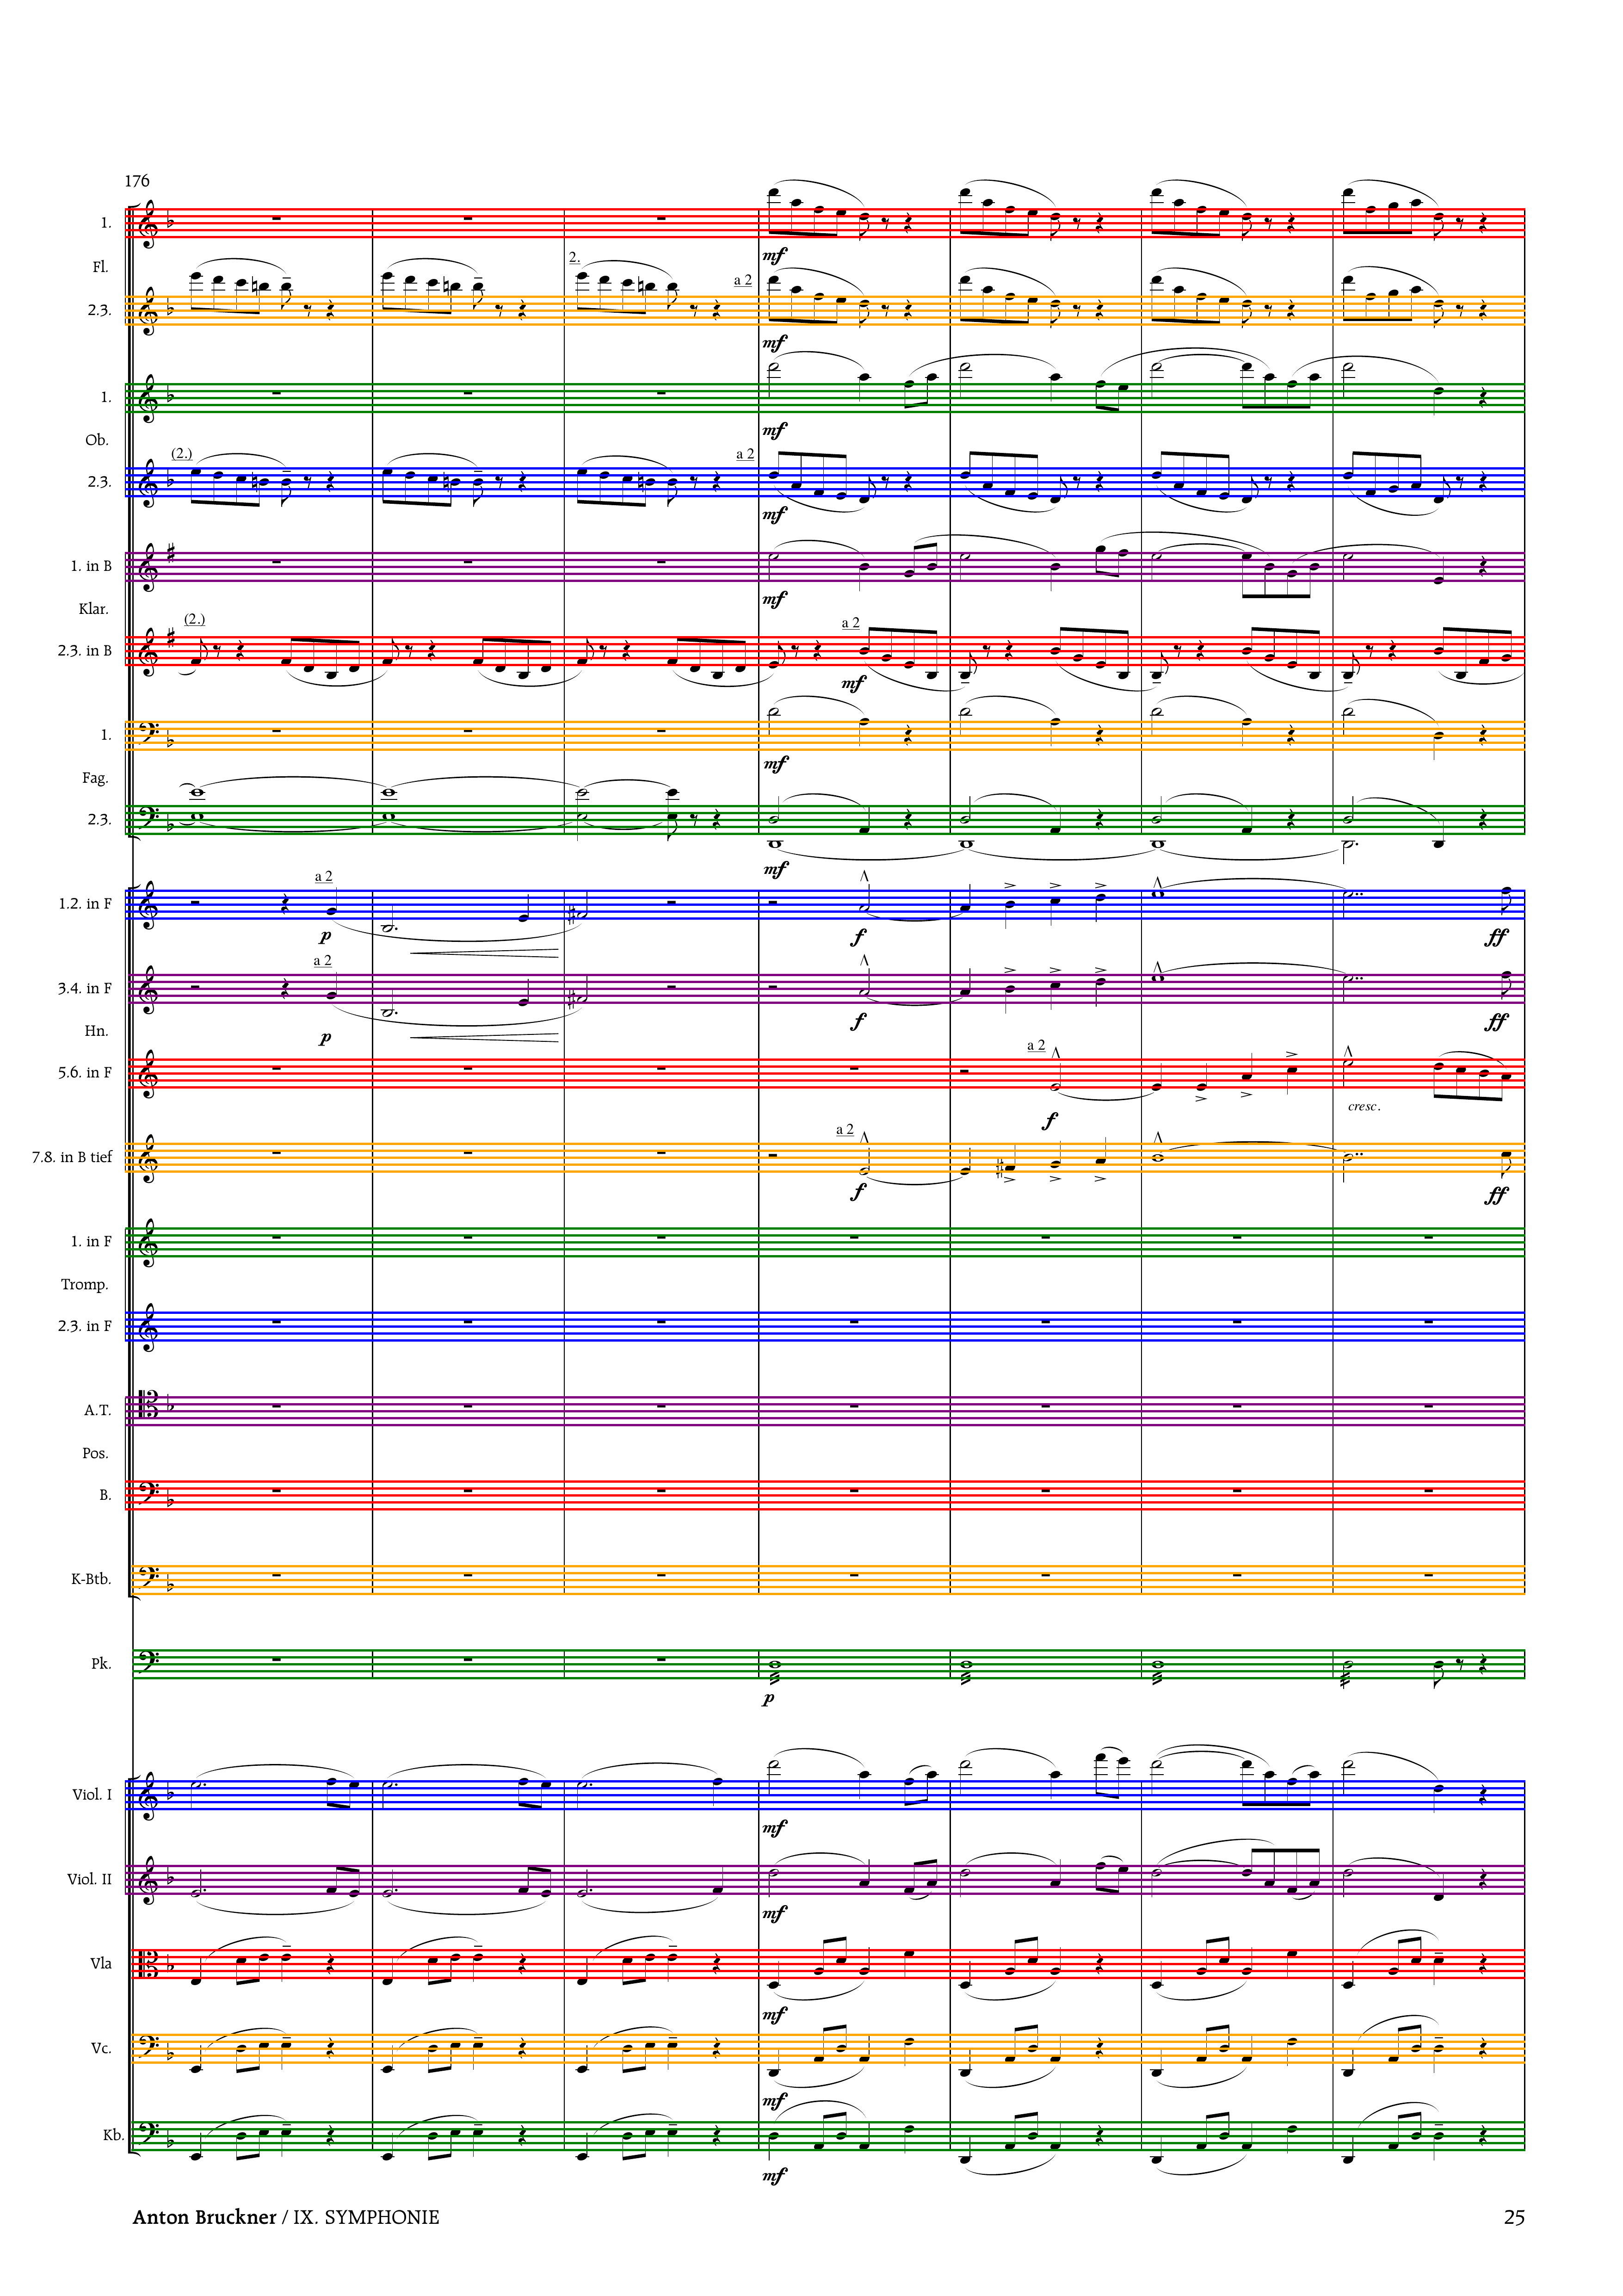 176
1.
Fl.
2.
a 2
2.3.
mf
mf
1.
mf
Ob.
(2.)
a 2
2.3.
mf
1. in B
mf
Klar.
(2.)
a 2
2.3. in B
mf
1.
mf
Fag.
2.3.
mf
a 2
1.2. in F
p
f
ff
a 2
3.4. in F
p
f
ff
Hn.
a 2
5.6. in F
f
cresc.
a 2
7.8. in B tief
f
ff
1. in F
Tromp.
2.3. in F
A.T.
Pos.
B.
K-Btb.
Pk.
p
Viol. I
mf
Viol. II
mf
Vla
mf
Vc.
mf
Kb.
mf
Anton Bruckner / IX. SYMPHONIE 25